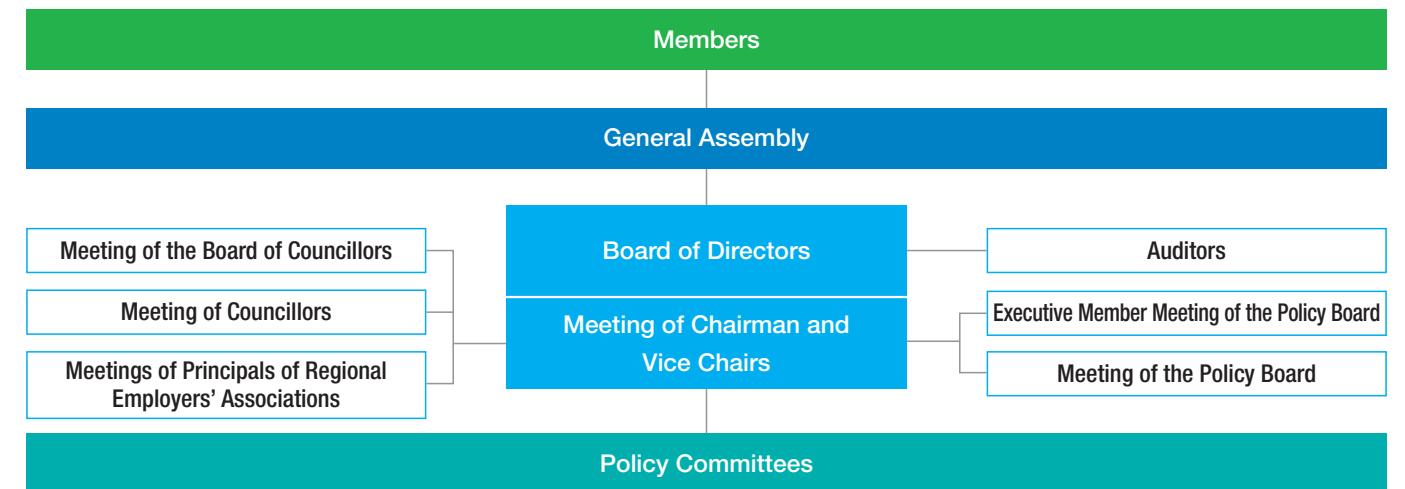 Members
General Assembly
Meeting of the Board of Councillors
Meeting of Councillors
Meetings of Principals of Regional
Employers’ Associations
Board of Directors
Meeting of Chairman and
Vice Chairs
Auditors
Executive Member Meeting of the Policy Board
Meeting of the Policy Board
Policy Committees